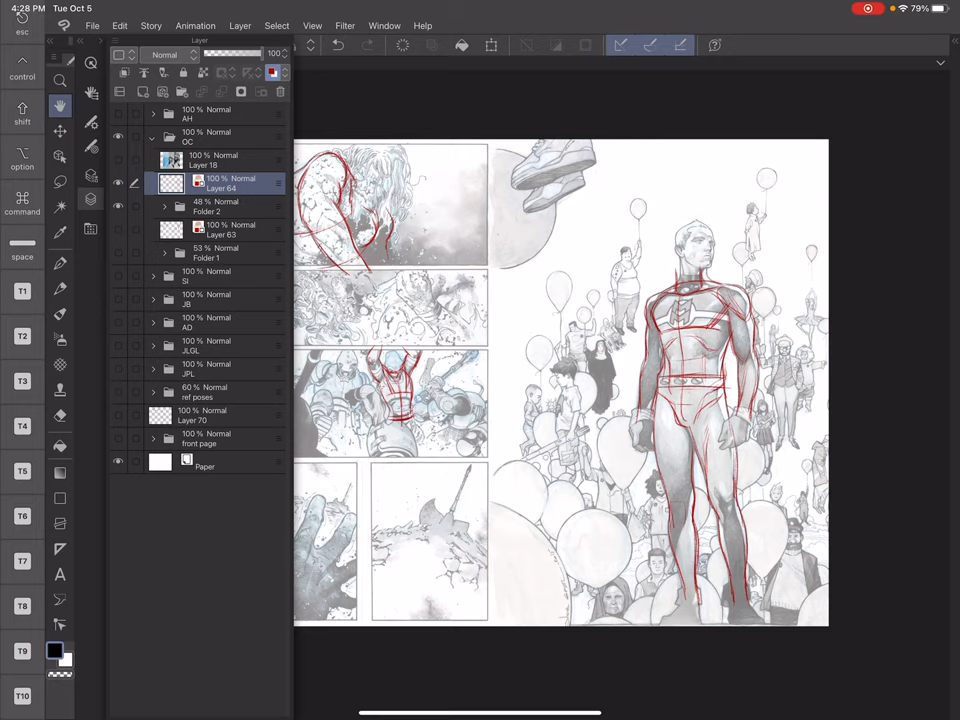 4:28 PM Tue Oct 5
79%
esc
File Edit Story Animation Layer Select View Filter Window Help
Layer
control
Normal 100
shift
100 % Normal
AH
100 % Normal
OC
option
100 % Normal
Layer 18
100 % Normal
Layer 64
command
48 % Normal
Folder 2
100 % Normal
Layer 63
space
53 % Normal
Folder 1
100 % Normal
SI
T1
100 % Normal
JB
100 % Normal
AD
T2
100 % Normal
JLGL
100 % Normal
JPL
T3
60 % Normal
ref poses
100 % Normal
Layer 70
T4
100 % Normal
front page
Paper
T5
T6
T7
A
T8
T9
T10